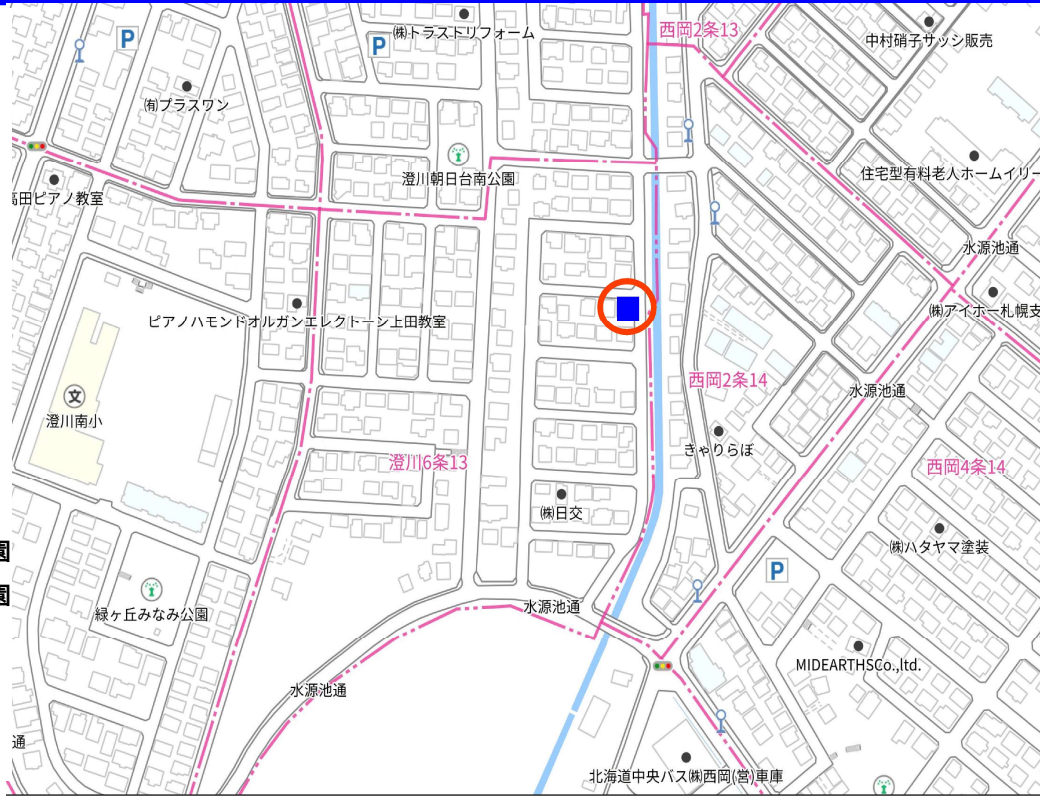 西岡2条13
㈱トラストリフォーム
中村硝子サッシ販売
P
P
㈲プラスワン
澄川朝日台南公園
住宅型有料老人ホームイリー
高田ピアノ教室
水源池通
ピアノハモンドオルガンエレクトーン上田教室
㈱アイホー札幌支
西岡2条14
水源池通
文
澄川南小
きゃりらぼ
澄川6条13
西岡4条14
㈱日交
㈱ハタヤマ塗装
園
P
園
緑ヶ丘みなみ公園
水源池通
MIDEARTHSCo.,ltd.
水源池通
通
北海道中央バス㈱西岡(営)車庫